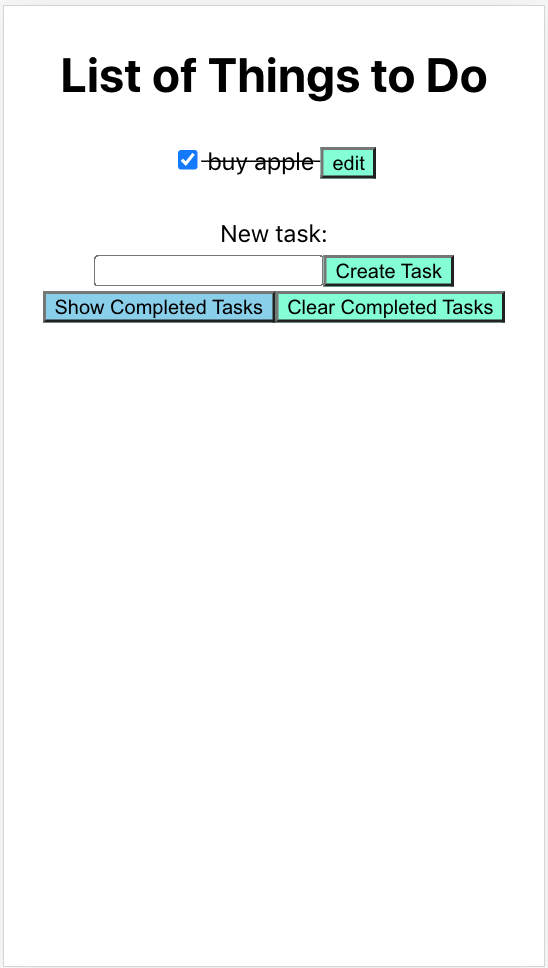 List of Things to Do
buy apple edit
New task:
Create Task
Show Completed Tasks Clear Completed Tasks